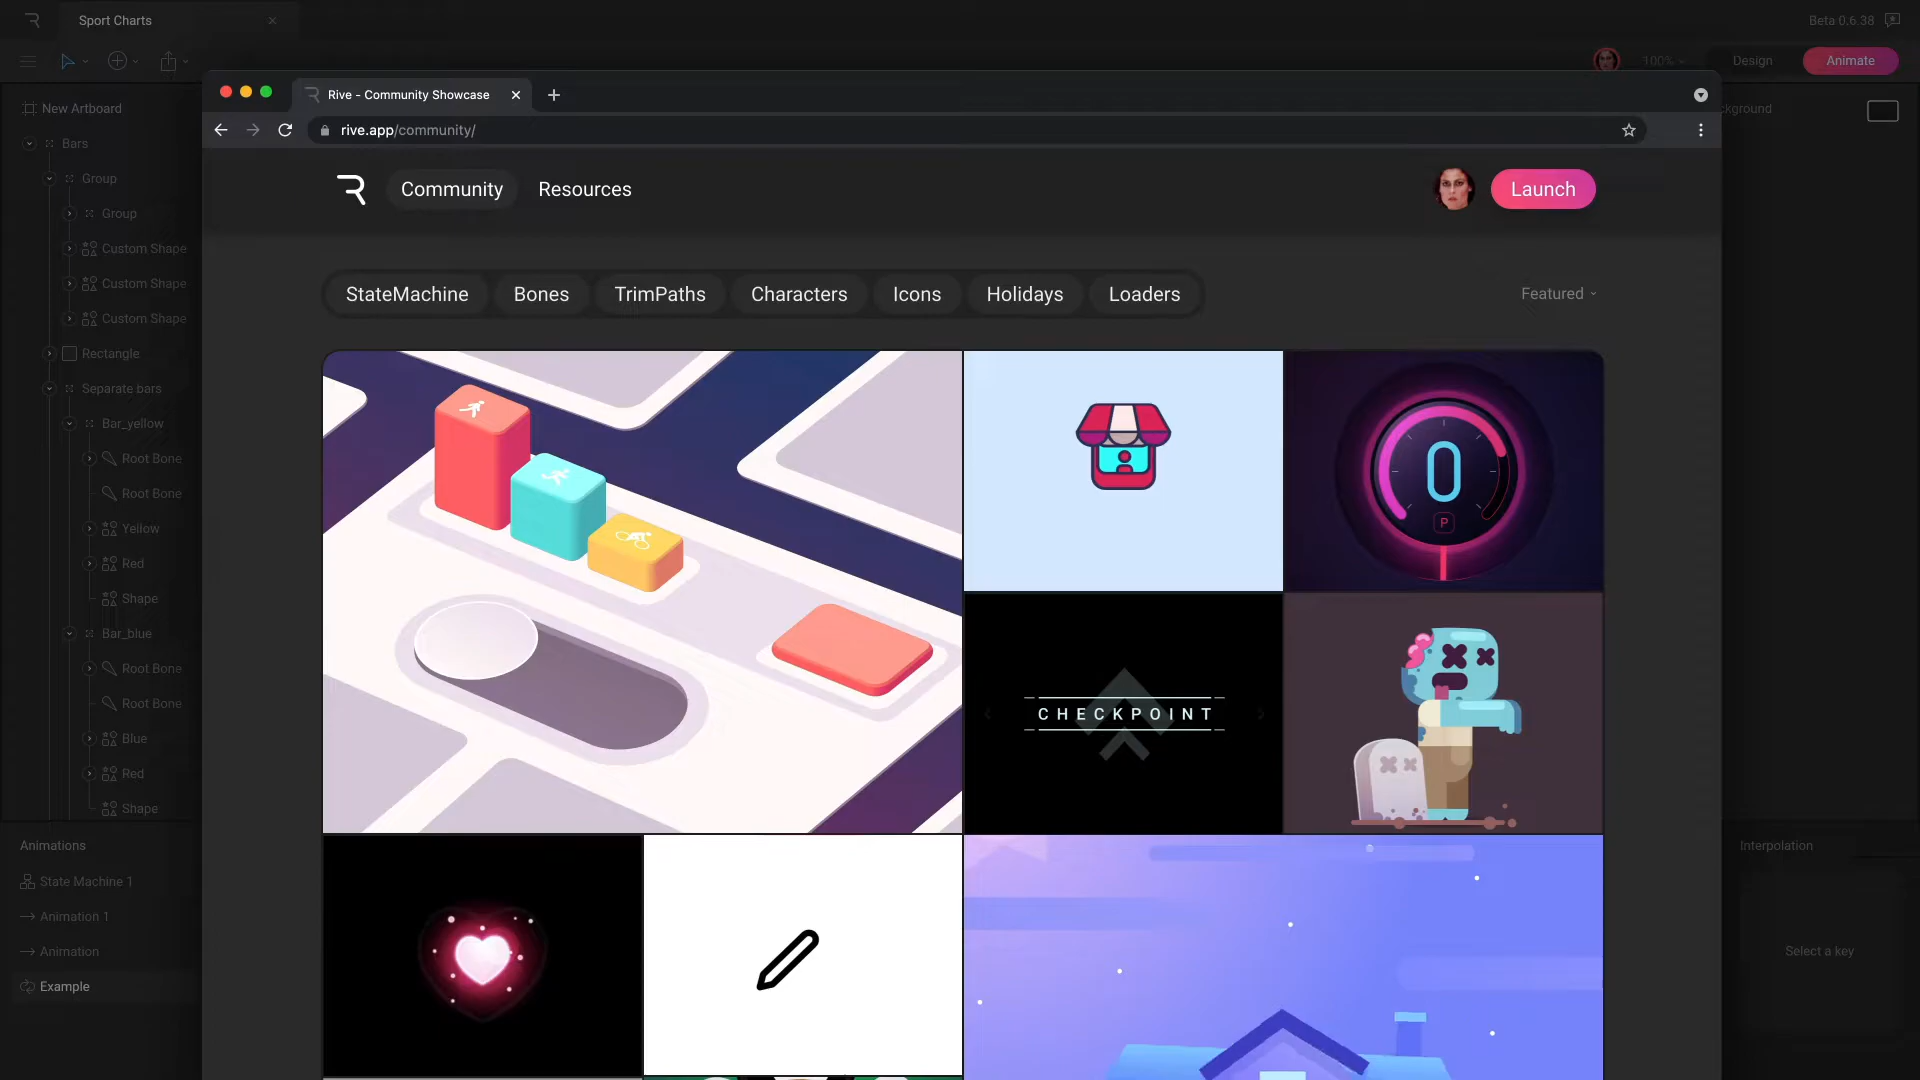 Sport Charts
Beta 0.6.38
100%
Design
Animate
New Artboard
Bars
Group
Group
Custom Shape
Custom Shape
Custom Shape
Rectangle
Separate bars
Bar_yellow
Root Bone
Root Bone
Yellow
Red
Shape
Bar_blue
Root Bone
Root Bone
Blue
Red
Shape
Animations
State Machine 1
Animation 1
Animation
Example
Rive - Community Showcase
rive.app/community/
Community
Resources
Launch
StateMachine
Bones
TrimPaths
Characters
Icons
Holidays
Loaders
Featured
0
P
CHECKPOINT
Interpolation
Select a key